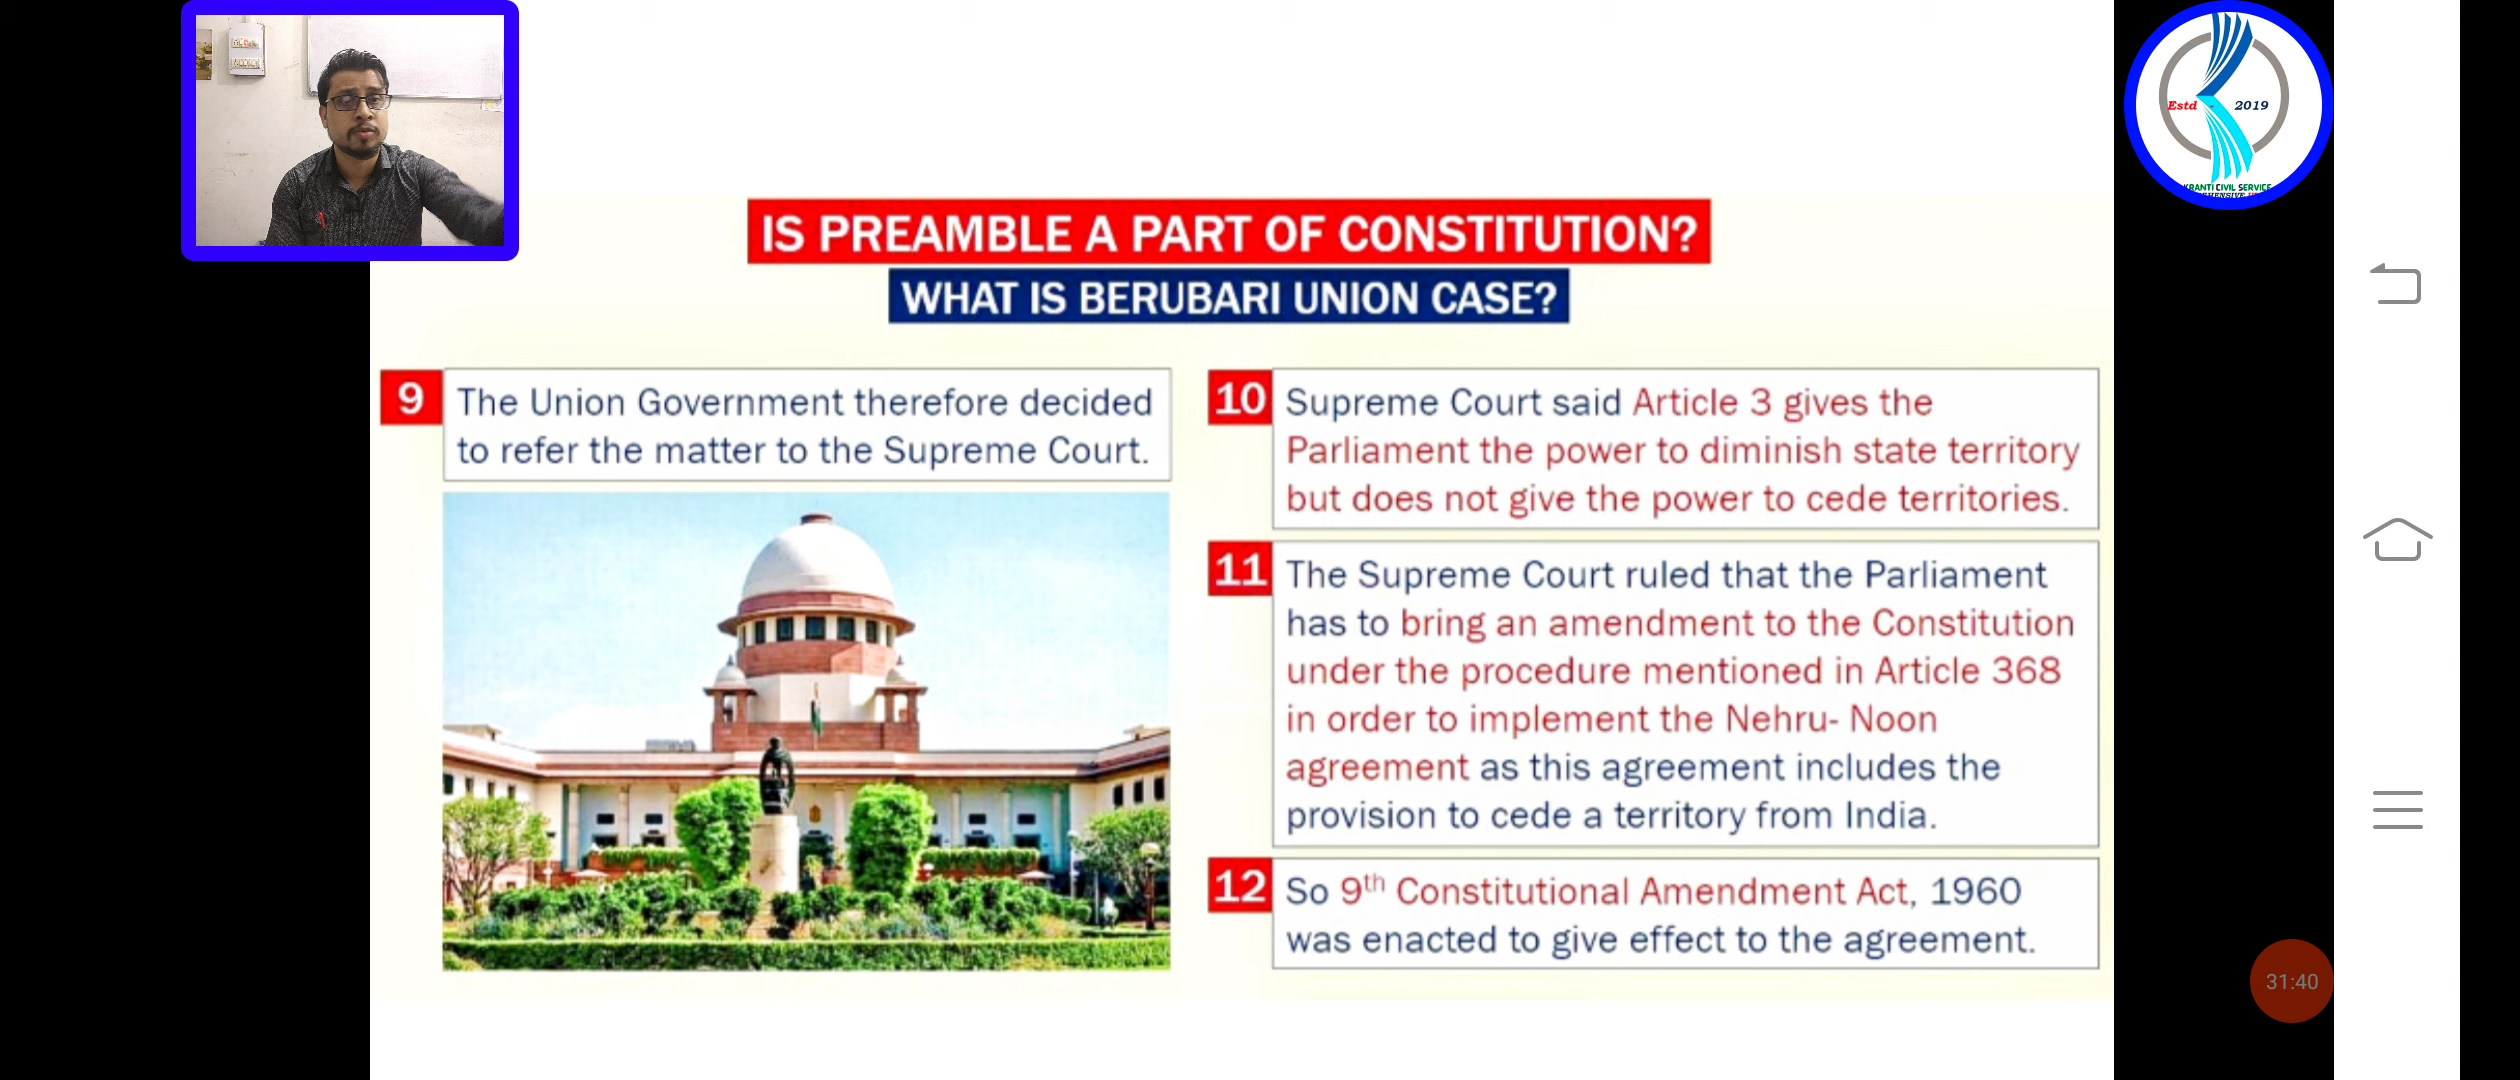 Estd
2019
KRANTI CIVIL SERVICE
IS PREAMBLE A PART OF CONSTITUTION?
WHAT IS BERUBARI UNION CASE?
9
The Union Government therefore decided
to refer the matter to the Supreme Court.
10
Supreme Court said Article 3 gives the
Parliament the power to diminish state territory
but does not give the power to cede territories.
11
The Supreme Court ruled that the Parliament
has to bring an amendment to the Constitution
under the procedure mentioned in Article 368
in order to implement the Nehru- Noon
agreement as this agreement includes the
provision to cede a territory from India.
12
So 9th Constitutional Amendment Act, 1960
was enacted to give effect to the agreement.
31:40